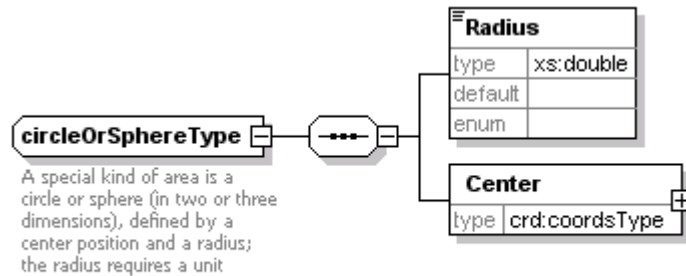 Radius
type xs:double
default
enum
circleOrSphereType
A special kind of area is a
circle or sphere (in two or three
dimensions), defined by a
center position and a radius;
the radius requires a unit
Center
type crd:coordsType